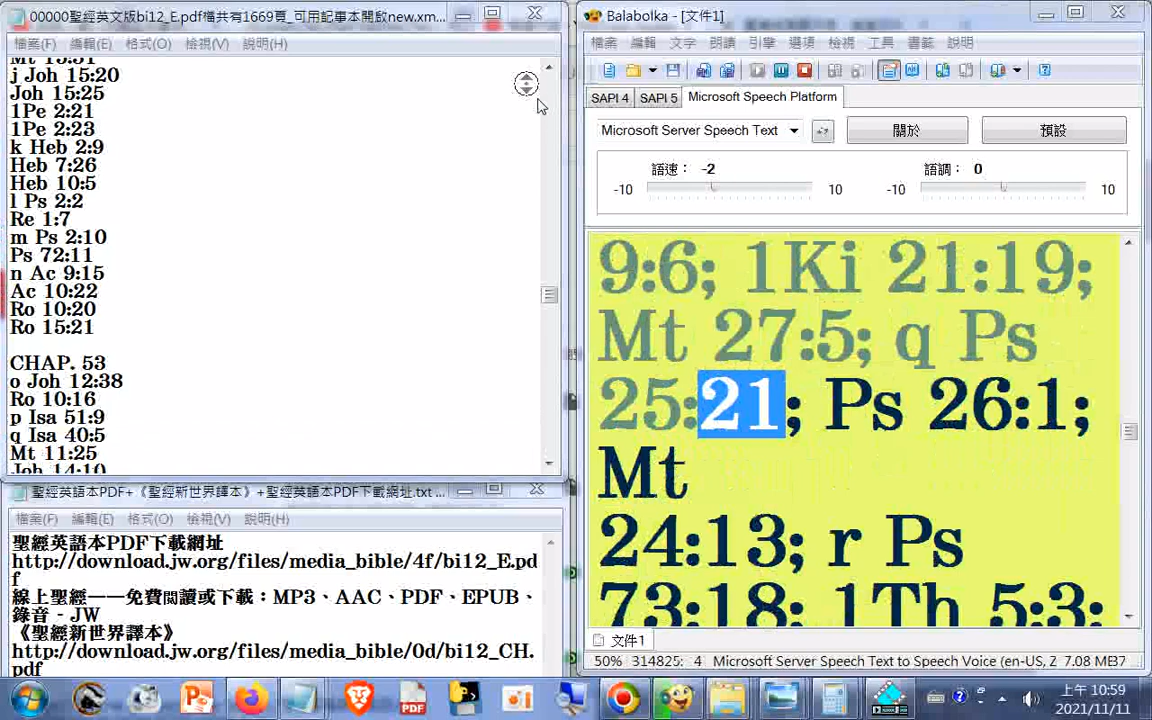 00000聖經英文版bi12_E.pdf檔共有1669頁_可用記事本開啟new.xm...
檔案(F) 編輯(E) 格式(O) 檢視(V) 說明(H)
Mt 13:51
j Joh 15:20
Joh 15:25
1Pe 2:21
1Pe 2:23
k Heb 2:9
Heb 7:26
Heb 10:5
l Ps 2:2
Re 1:7
m Ps 2:10
Ps 72:11
n Ac 9:15
Ac 10:22
Ro 10:20
Ro 15:21
CHAP. 53
o Joh 12:38
Ro 10:16
p Isa 51:9
q Isa 40:5
Mt 11:25
Joh 14:10
聖經英語本PDF+《聖經新世界譯本》+聖經英語本PDF下載網址.txt ...
檔案(F) 編輯(E) 格式(O) 檢視(V) 說明(H)
聖經英語本PDF下載網址
http://download.jw.org/files/media_bible/4f/bi12_E.pd
f
線上聖經——免費閱讀或下載：MP3、AAC、PDF、EPUB、
錄音 - JW
《聖經新世界譯本》
http://download.jw.org/files/media_bible/0d/bi12_CH.
pdf
Balabolka - [文件1]
檔案 編輯 文字 朗讀 引擎 選項 檢視 工具 書籤 說明
SAPI 4 SAPI 5 Microsoft Speech Platform
Microsoft Server Speech Text 關於 預設
語速： -2 語調： 0
-10 10 -10 10
9:6; 1Ki 21:19;
Mt 27:5; q Ps
25:21; Ps 26:1;
Mt
24:13; r Ps
73:18; 1Th 5:3;
文件1
50% 314825: 4 Microsoft Server Speech Text to Speech Voice (en-US, Z 7.08 MB37
PDF
上午 10:59
2021/11/11